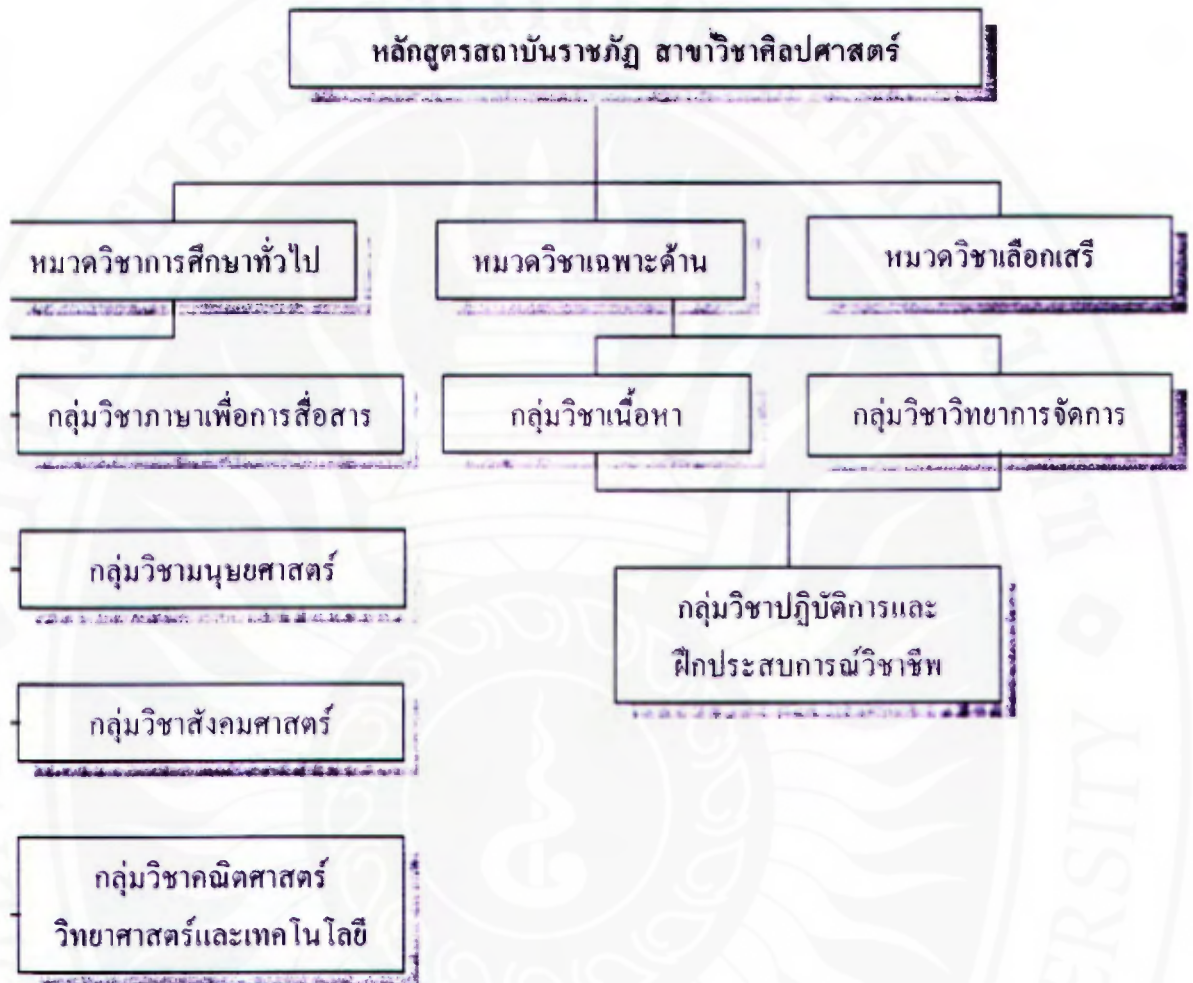 หลักสูตรสถาบันราชภัฏ สาขาวิชาศิลปศาสตร์
หมวดวิชาการศึกษาทั่วไป
หมวดวิชาเฉพาะด้าน
หมวดวิชาเลือกเสรี
กลุ่มวิชาภาษาเพื่อการสื่อสาร
กลุ่มวิชาเนื้อหา
กลุ่มวิชาวิทยาการจัดการ
กลุ่มวิชามนุษยศาสตร์
กลุ่มวิชาปฏิบัติการและ
ฝึกประสบการณ์วิชาชีพ
กลุ่มวิชาสังคมศาสตร์
กลุ่มวิชาคณิตศาสตร์
วิทยาศาสตร์และเทคโนโลยี